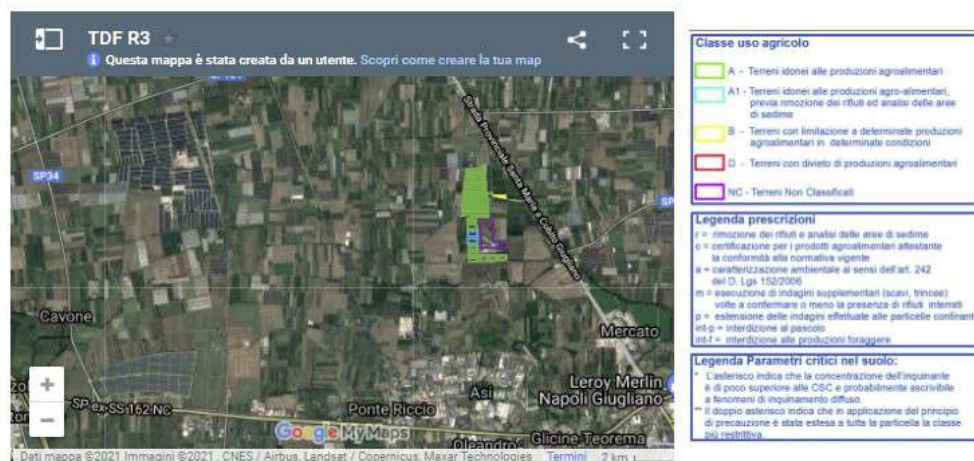 TDF R3
Questa mappa è stata creata da un utente. Scopri come creare la tua map
SP34
SP
Strada Provinciale Santa Maria a Cubito Giugliano
Cavone
Mercato
Asi
Leroy Merlin
Napoli Giugliano
Ponte Riccio
SP ex SS 162 NC
Google My Maps
Oleandro
Glicine Teorema
Dati mappa ©2021 Immagini ©2021 , CNES / Airbus, Landsat / Copernicus, Maxar Technologies Termini 2 km
Classe uso agricolo
A - Terreni idonei alle produzioni agroalimentari
A1 - Terreni idonei alle produzioni agro-alimentari,
previa rimozione dei rifiuti ed analisi delle aree
di sedime
B - Terreni con limitazione a determinate produzioni
agroalimentari in determinate condizioni
D - Terreni con divieto di produzioni agroalimentari
NC - Terreni Non Classificati
Legenda prescrizioni
r = rimozione dei rifiuti e analisi delle aree di sedime
c = certificazione per i prodotti agroalimentari attestante
la conformità alla normativa vigente
a = caratterizzazione ambientale ai sensi dell'art. 242
del D. Lgs 152/2006
m = esecuzione di indagini supplementari (scavi, trincee)
volte a confermare o meno la presenza di rifiuti interrati
p = estensione delle indagini effettuate alle particelle confinant
int-p = interdizione al pascolo
int-f = interdizione alle produzioni foraggere
Legenda Parametri critici nel suolo:
* L'asterisco indica che la concentrazione dell'inquinante
è di poco superiore alle CSC e probabilmente ascrivibile
a fenomeni di inquinamento diffuso.
** Il doppio asterisco indica che in applicazione del principio
di precauzione è stata estesa a tutta la particella la classe
più restrittiva.